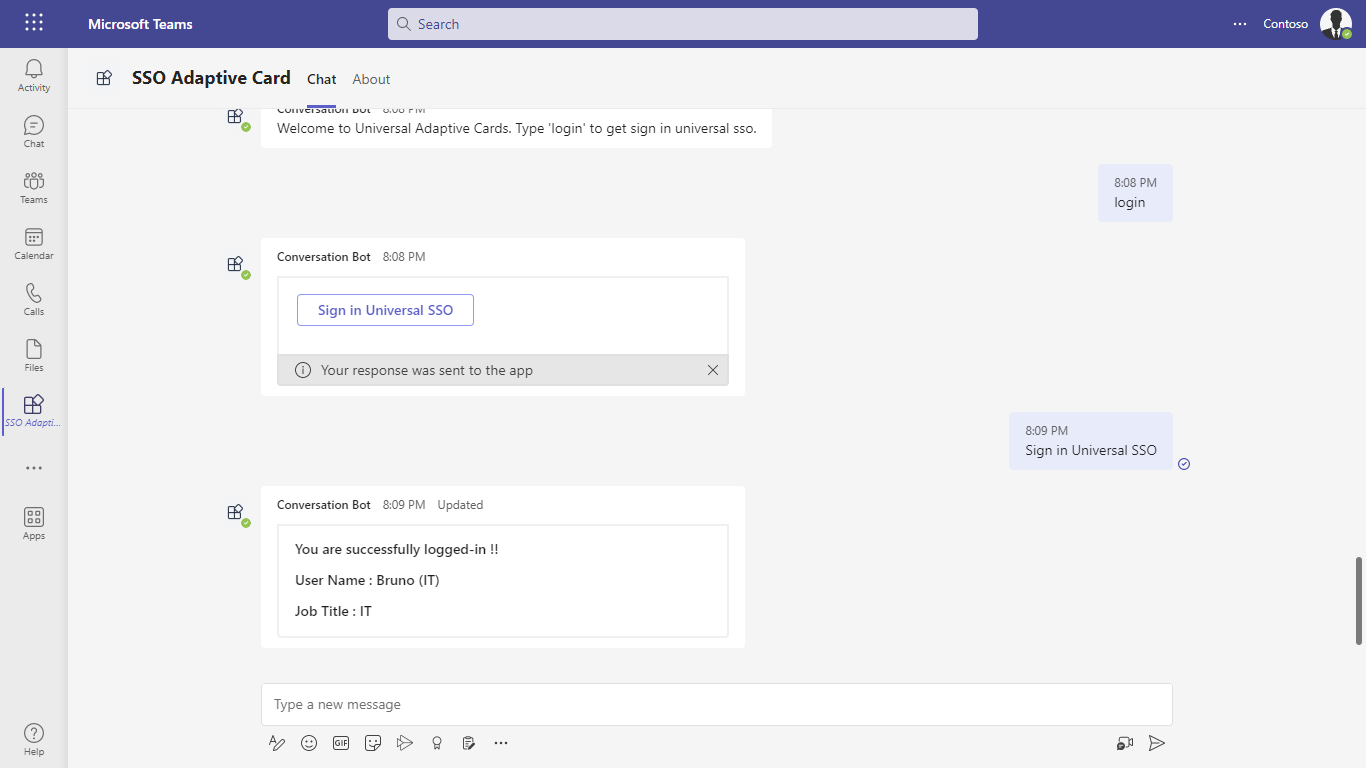 Microsoft Teams
Search
Contoso
Activity
Chat
Teams
Calendar
Calls
Files
SSO Adapti...
Apps
Help
SSO Adaptive Card
Chat
About
Conversation Bot 8:08 PM
Welcome to Universal Adaptive Cards. Type 'login' to get sign in universal sso.
8:08 PM
login
Conversation Bot 8:08 PM
Sign in Universal SSO
Your response was sent to the app
8:09 PM
Sign in Universal SSO
Conversation Bot 8:09 PM Updated
You are successfully logged-in !!
User Name : Bruno (IT)
Job Title : IT
Type a new message
GIF